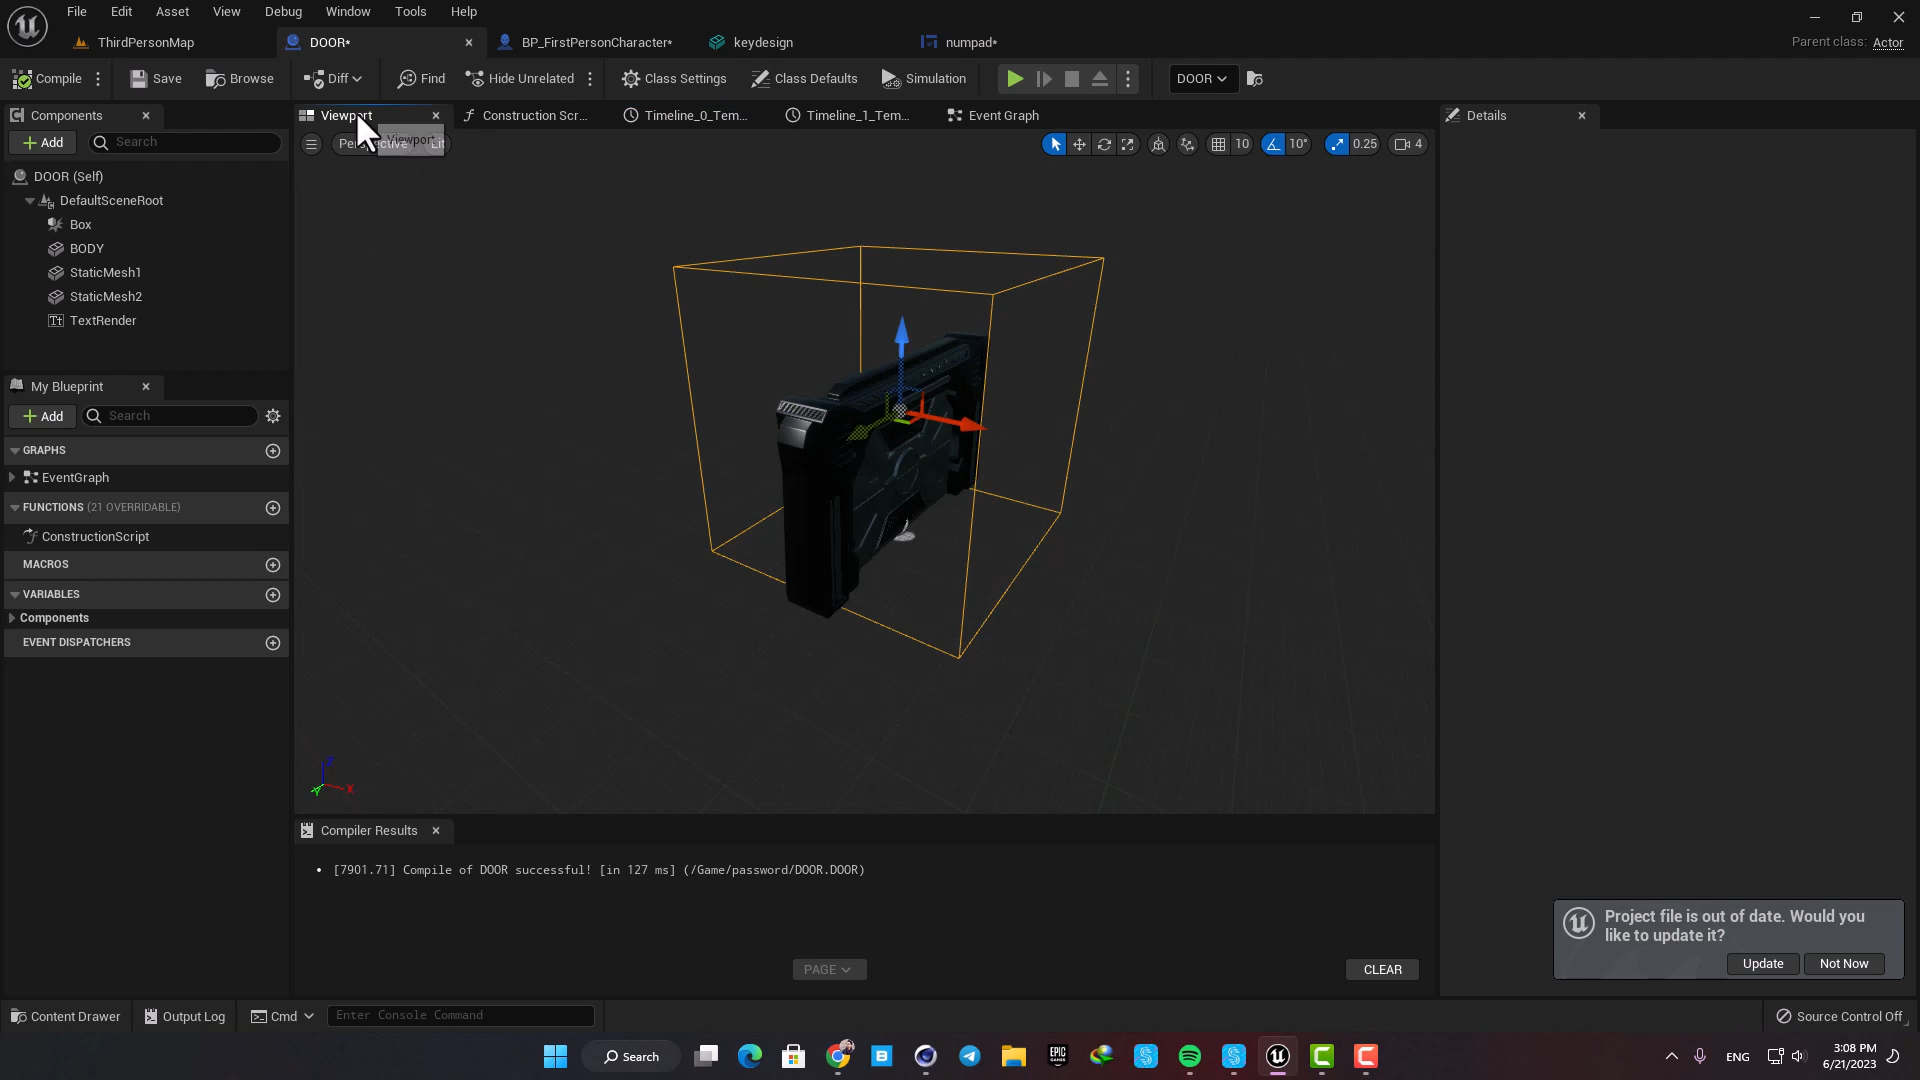 File Edit Asset View Debug Window Tools Help
ThirdPersonMap DOOR* BP_FirstPersonCharacter* keydesign numpad* Parent class: Actor
Compile Save Browse Diff Find Hide Unrelated Class Settings Class Defaults Simulation DOOR
Components Viewport Construction Scr... Timeline_0_Tem... Timeline_1_Tem... Event Graph Details
Add Search Perspective Lit 10 10° 0.25 4
Viewport
DOOR (Self)
DefaultSceneRoot
Box
BODY
StaticMesh1
StaticMesh2
TextRender
My Blueprint
Add Search
GRAPHS
EventGraph
FUNCTIONS (21 OVERRIDABLE)
ConstructionScript
MACROS
VARIABLES
Components
EVENT DISPATCHERS
Z
X
Y
Compiler Results
• [7901.71] Compile of DOOR successful! [in 127 ms] (/Game/password/DOOR.DOOR)
PAGE CLEAR
Project file is out of date. Would you
like to update it?
Update Not Now
Content Drawer Output Log Cmd Enter Console Command Source Control Off
Search EPIC GAMES ENG 3:08 PM
6/21/2023